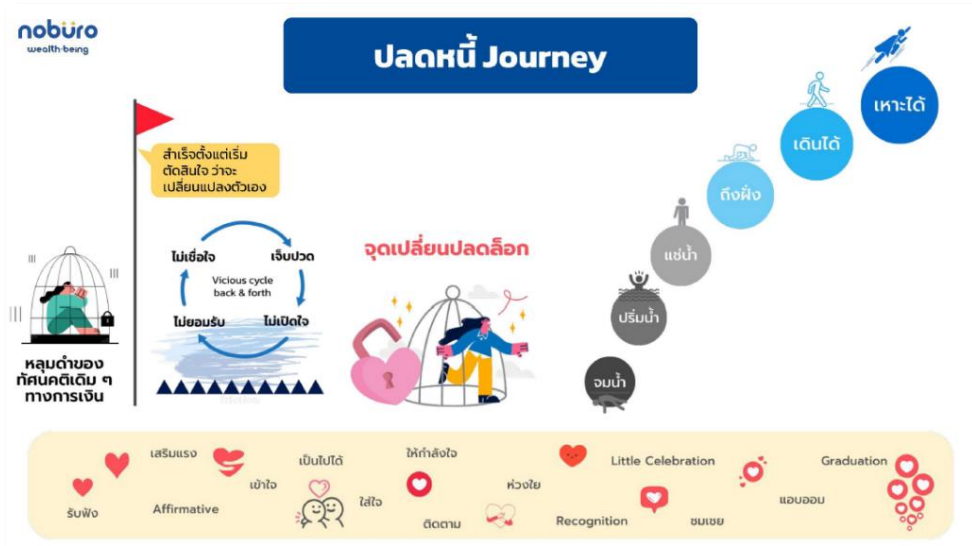 nobüro
wealth·being
ปลดหนี้ Journey
สำเร็จตั้งแต่เริ่ม
ตัดสินใจ ว่าจะ
เปลี่ยนแปลงตัวเอง
หลุมดำของ
ทัศนคติเดิม ๆ
ทางการเงิน
ไม่เชื่อใจ
เจ็บปวด
Vicious cycle
back & forth
ไม่ยอมรับ
ไม่เปิดใจ
จุดเปลี่ยนปลดล็อก
เหาะได้
เดินได้
ถึงฝั่ง
แช่น้ำ
ปริ่มน้ำ
จมน้ำ
รับฟัง
เสริมแรง
Affirmative
เข้าใจ
เป็นไปได้
ใส่ใจ
ให้กำลังใจ
ติดตาม
ห่วงใย
Recognition
Little Celebration
ชมเชย
แอบออบ
Graduation